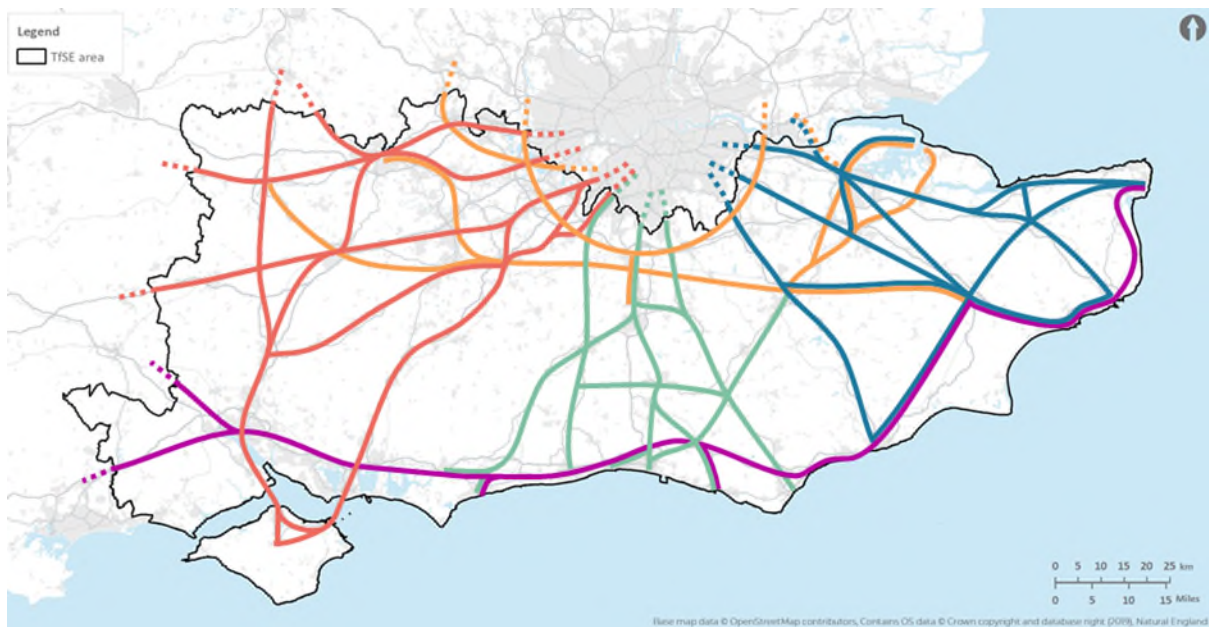 Legend
TfSE area
0 5 10 15 20 25 km
0 5 10 15 Miles
Base map data © OpenStreetMap contributors, Contains OS data © Crown copyright and database right (2019), Natural England